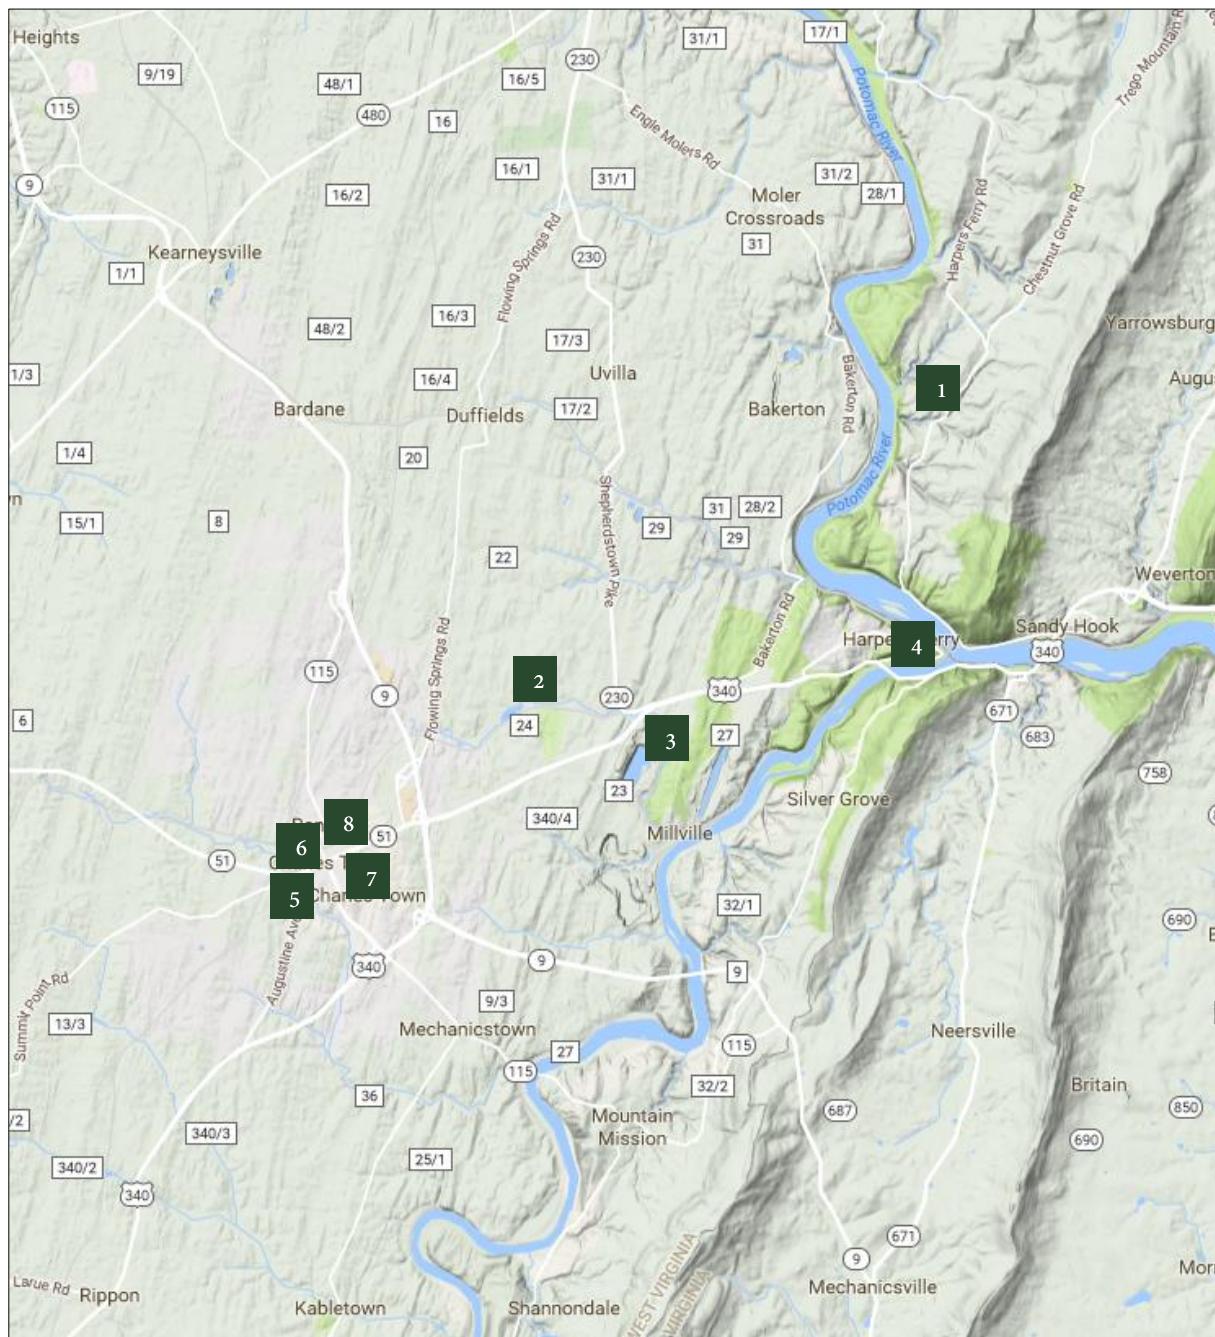 Heights
9/19
115
48/1
480
16
16/5
230
31/1
17/1
Trego Mountain R
Potomac River
Engle Molers Rd
9
16/2
16/1
31/1
31/2
28/1
Moler
Crossroads
31
Harpers Ferry Rd
Chestnut Grove Rd
Kearneysville
1/1
Flowing Springs Rd
230
16/3
48/2
17/3
Yarrowsburg
1/3
16/4
Uvilla
Augu
1
Bardane
Duffields
17/2
Bakerton
Bakerton Rd
1/4
20
Potomac River
15/1
8
Shepherdstown Pike
31
28/2
29
29
22
Weverton
Bakerton Rd
Sandy Hook
340
4
115
9
Flowing Springs Rd
2
230
340
671
683
6
24
3
27
758
23
Silver Grove
340/4
Millville
8
51
6
51
7
5
Charles Town
32/1
690
Augustine Ave
340
9
9
Summit Point Rd
13/3
9/3
Mechanicstown
27
115
115
Neersville
36
32/2
Britain
687
850
690
/2
340/3
Mountain
Mission
340/2
25/1
340
671
9
Mechanicsville
WEST VIRGINIA
VIRGINIA
Larue Rd
Rippon
Kabletown
Shannondale